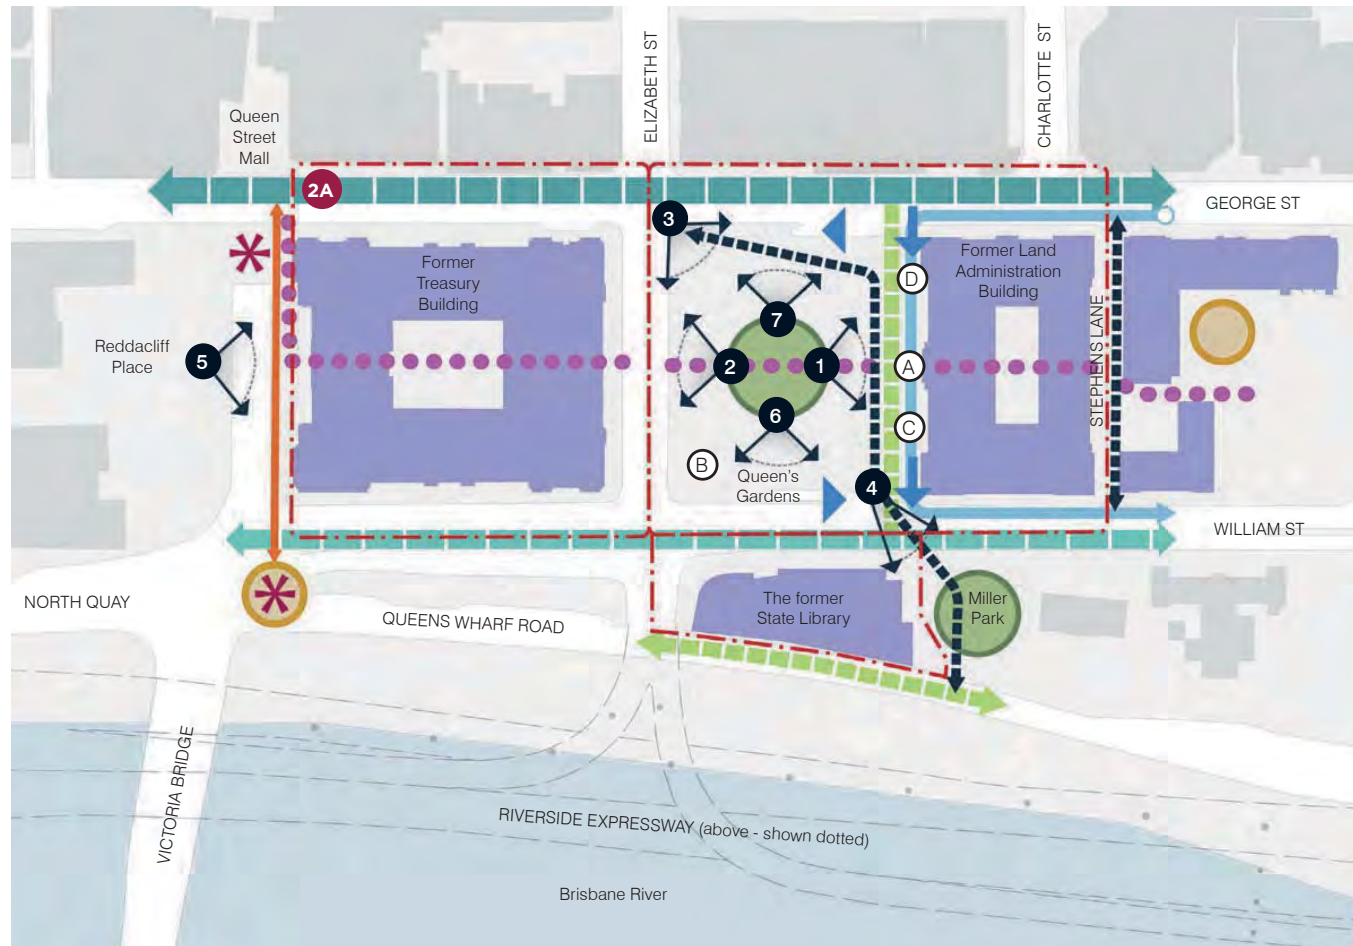 ELIZABETH ST
CHARLOTTE ST
Queen
Street
Mall
2A
GEORGE ST
3
Former
Treasury
Building
Former Land
Administration
Building
D
7
STEPHENS LANE
Reddacliff
Place
5
2
1
A
6
C
B
Queen's
Gardens
4
WILLIAM ST
NORTH QUAY
QUEENS WHARF ROAD
The former
State Library
Miller
Park
VICTORIA BRIDGE
RIVERSIDE EXPRESSWAY (above - shown dotted)
Brisbane River